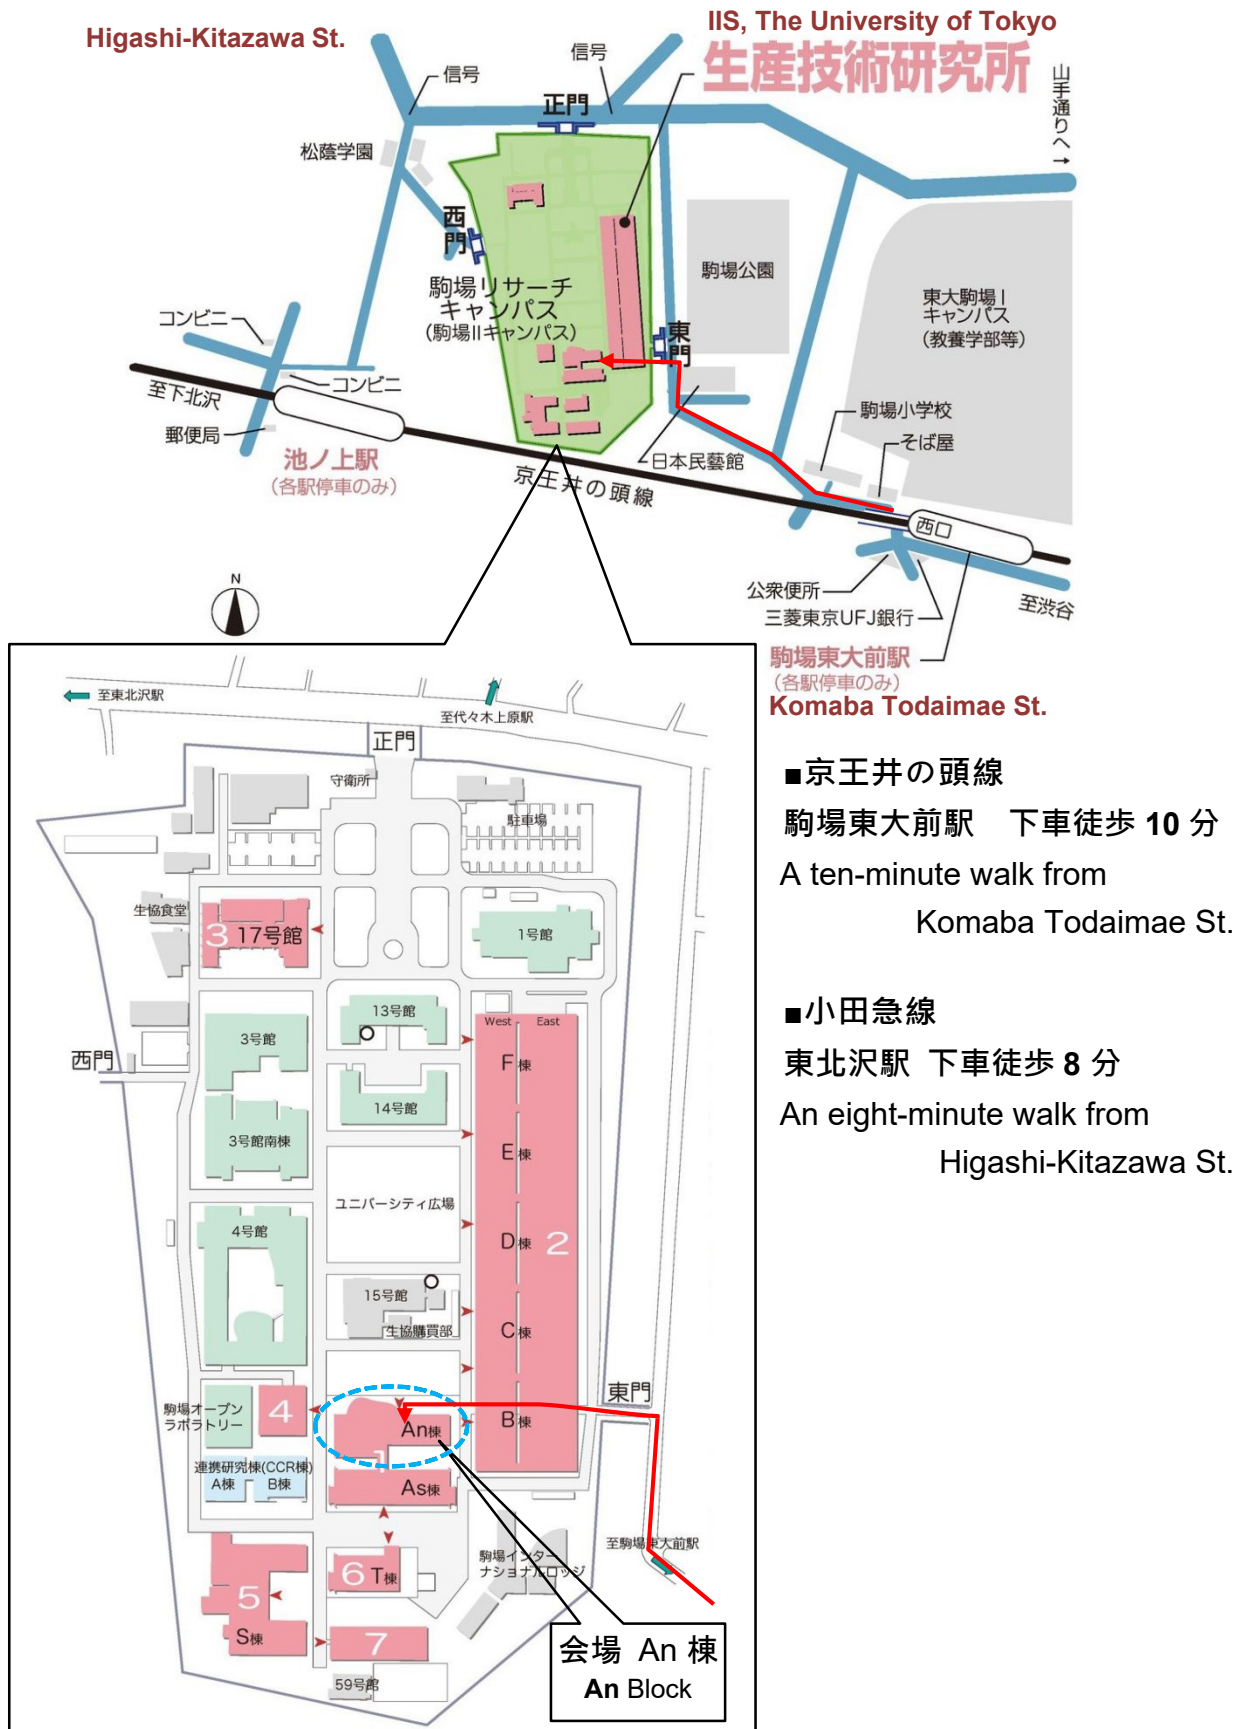 IIS, The University of Tokyo
Higashi-Kitazawa St.
生産技術研究所
信号
信号
正門
山手通りへ→
松蔭学園
西門
駒場公園
駒場リサーチ
キャンパス
(駒場IIキャンパス)
東大駒場I
キャンパス
(教養学部等)
コンビニ
東門
コンビニ
至下北沢
駒場小学校
郵便局
そば屋
池ノ上駅
(各駅停車のみ)
日本民藝館
京王井の頭線
西口
公衆便所
三菱東京UFJ銀行
至渋谷
駒場東大前駅
(各駅停車のみ)
Komaba Todaimae St.
N
至東北沢駅
至代々木上原駅
正門
守衛所
駐車場
生協食堂
3 17号館
1号館
13号館
West East
3号館
F棟
西門
14号館
3号館南棟
E棟
ユニバーシティ広場
4号館
D棟 2
15号館
生協購買部
C棟
東門
駒場オープン
ラボラトリー
4
An棟
B棟
1
連携研究棟(CCR棟)
A棟 B棟
As棟
至駒場東大前駅
駒場インター
ナショナルロッジ
6 T棟
5
S棟
7
59号館
会場 An 棟
An Block
■京王井の頭線
駒場東大前駅 下車徒歩 10 分
A ten-minute walk from
Komaba Todaimae St.
■小田急線
東北沢駅 下車徒歩 8 分
An eight-minute walk from
Higashi-Kitazawa St.